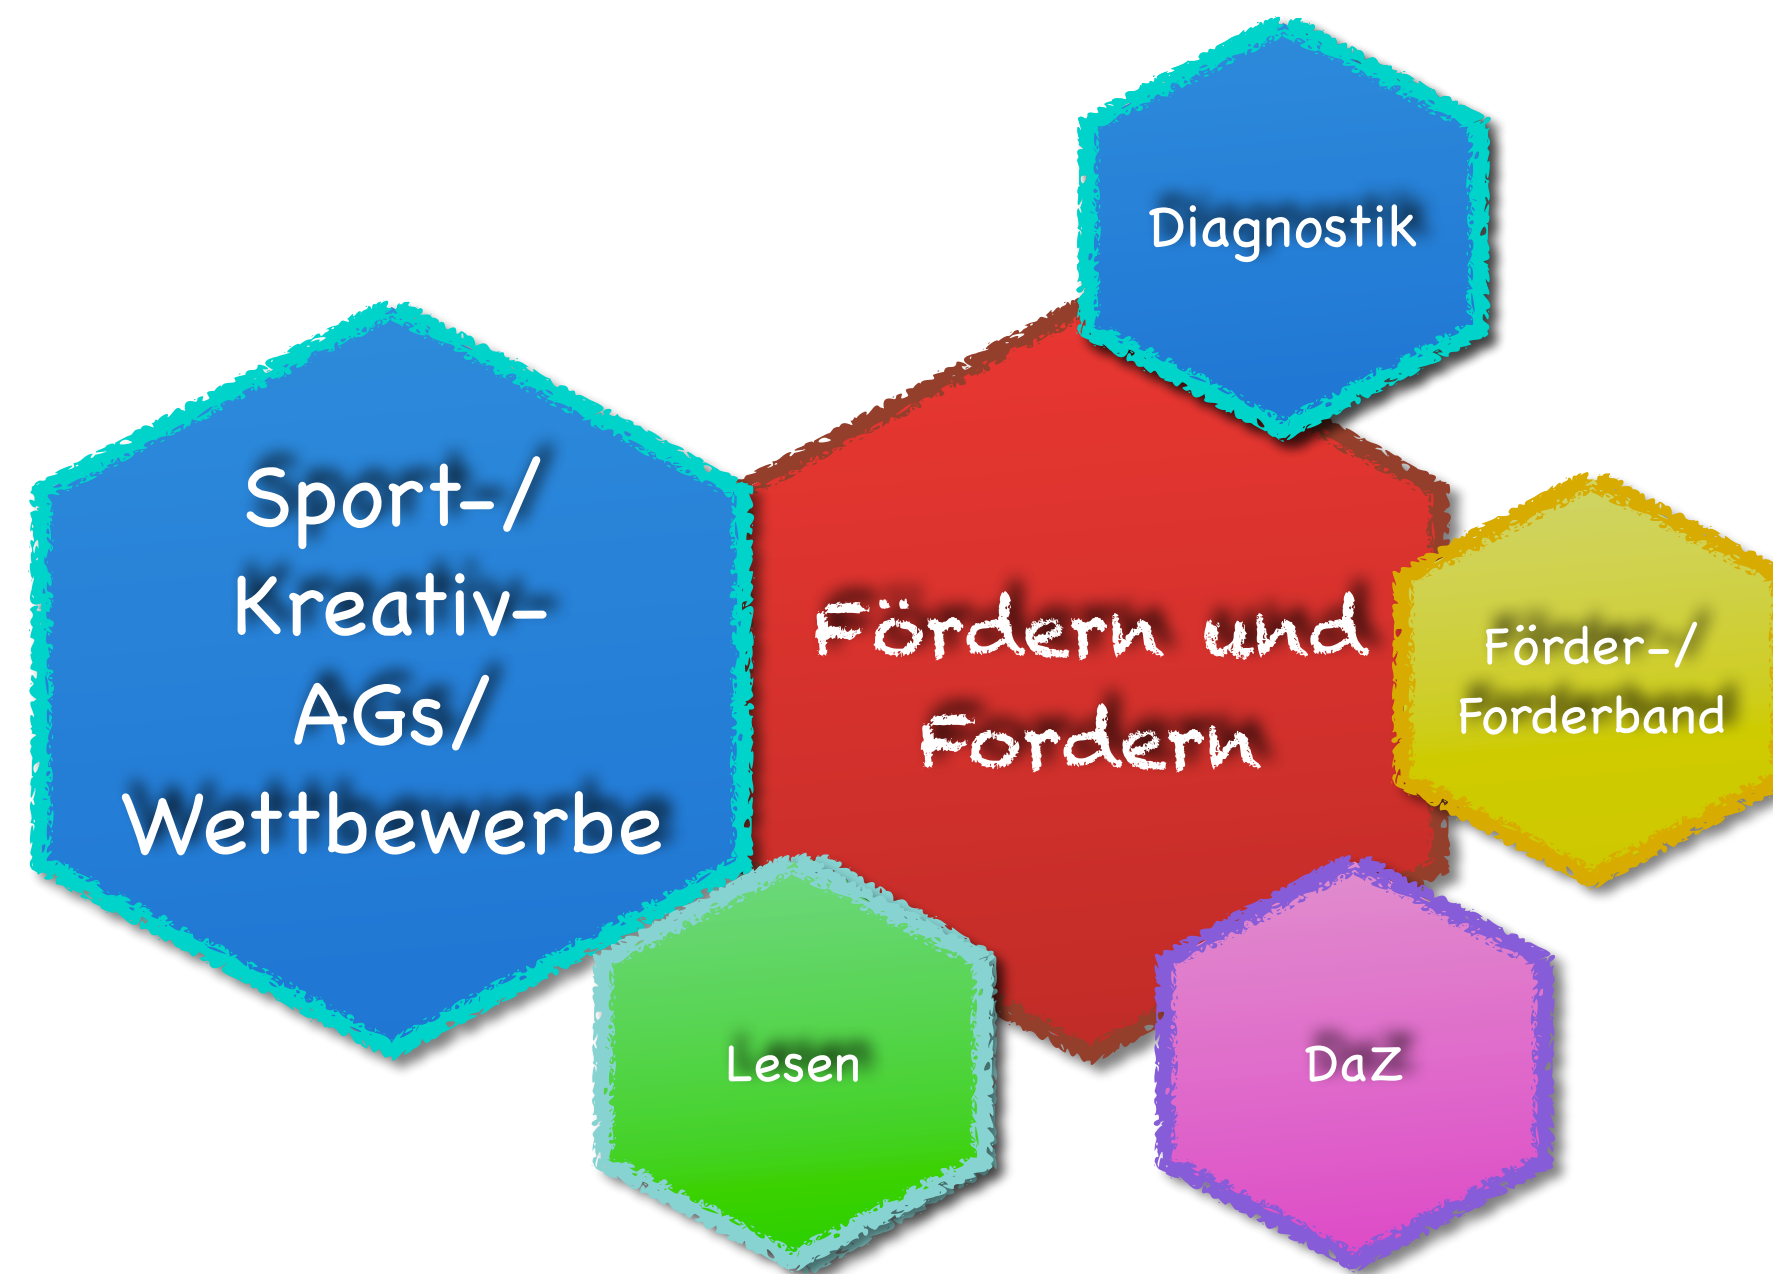 Diagnostik
Sport-/
Kreativ-
AGs/
Wettbewerbe
Fördern und
Fordern
Förder-/
Forderband
Lesen
DaZ